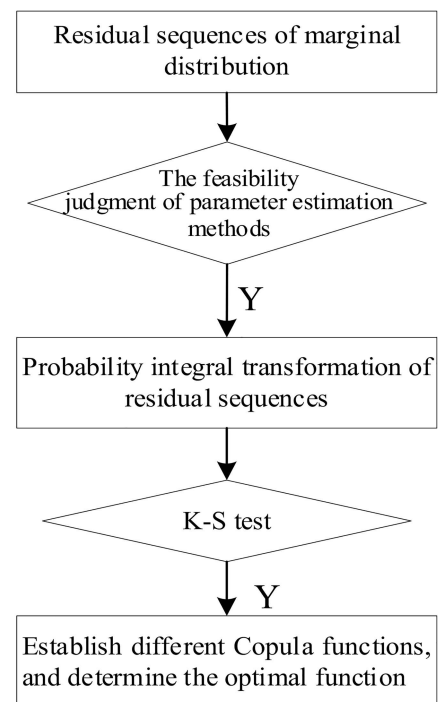 Residual sequences of marginal
distribution
The feasibility
judgment of parameter estimation
methods
Y
Probability integral transformation of
residual sequences
K-S test
Y
Establish different Copula functions,
and determine the optimal function